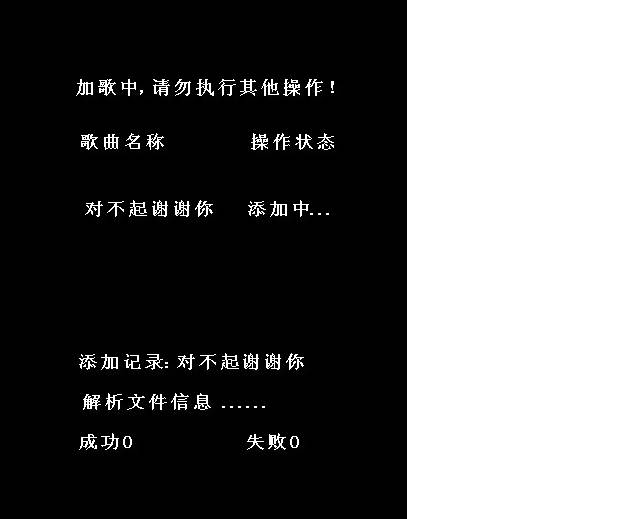 加歌中,请勿执行其他操作!
歌曲名称 操作状态
对不起谢谢你 添加中...
添加记录:对不起谢谢你
解析文件信息 ......
成功0 失败0